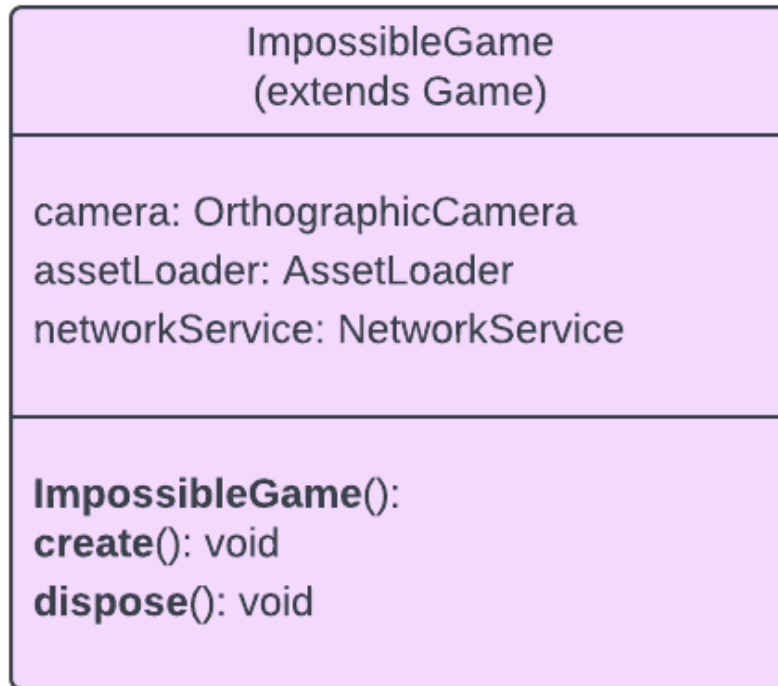 ImpossibleGame
(extends Game)
camera: OrthographicCamera
assetLoader: AssetLoader
networkService: NetworkService
ImpossibleGame():
create(): void
dispose(): void